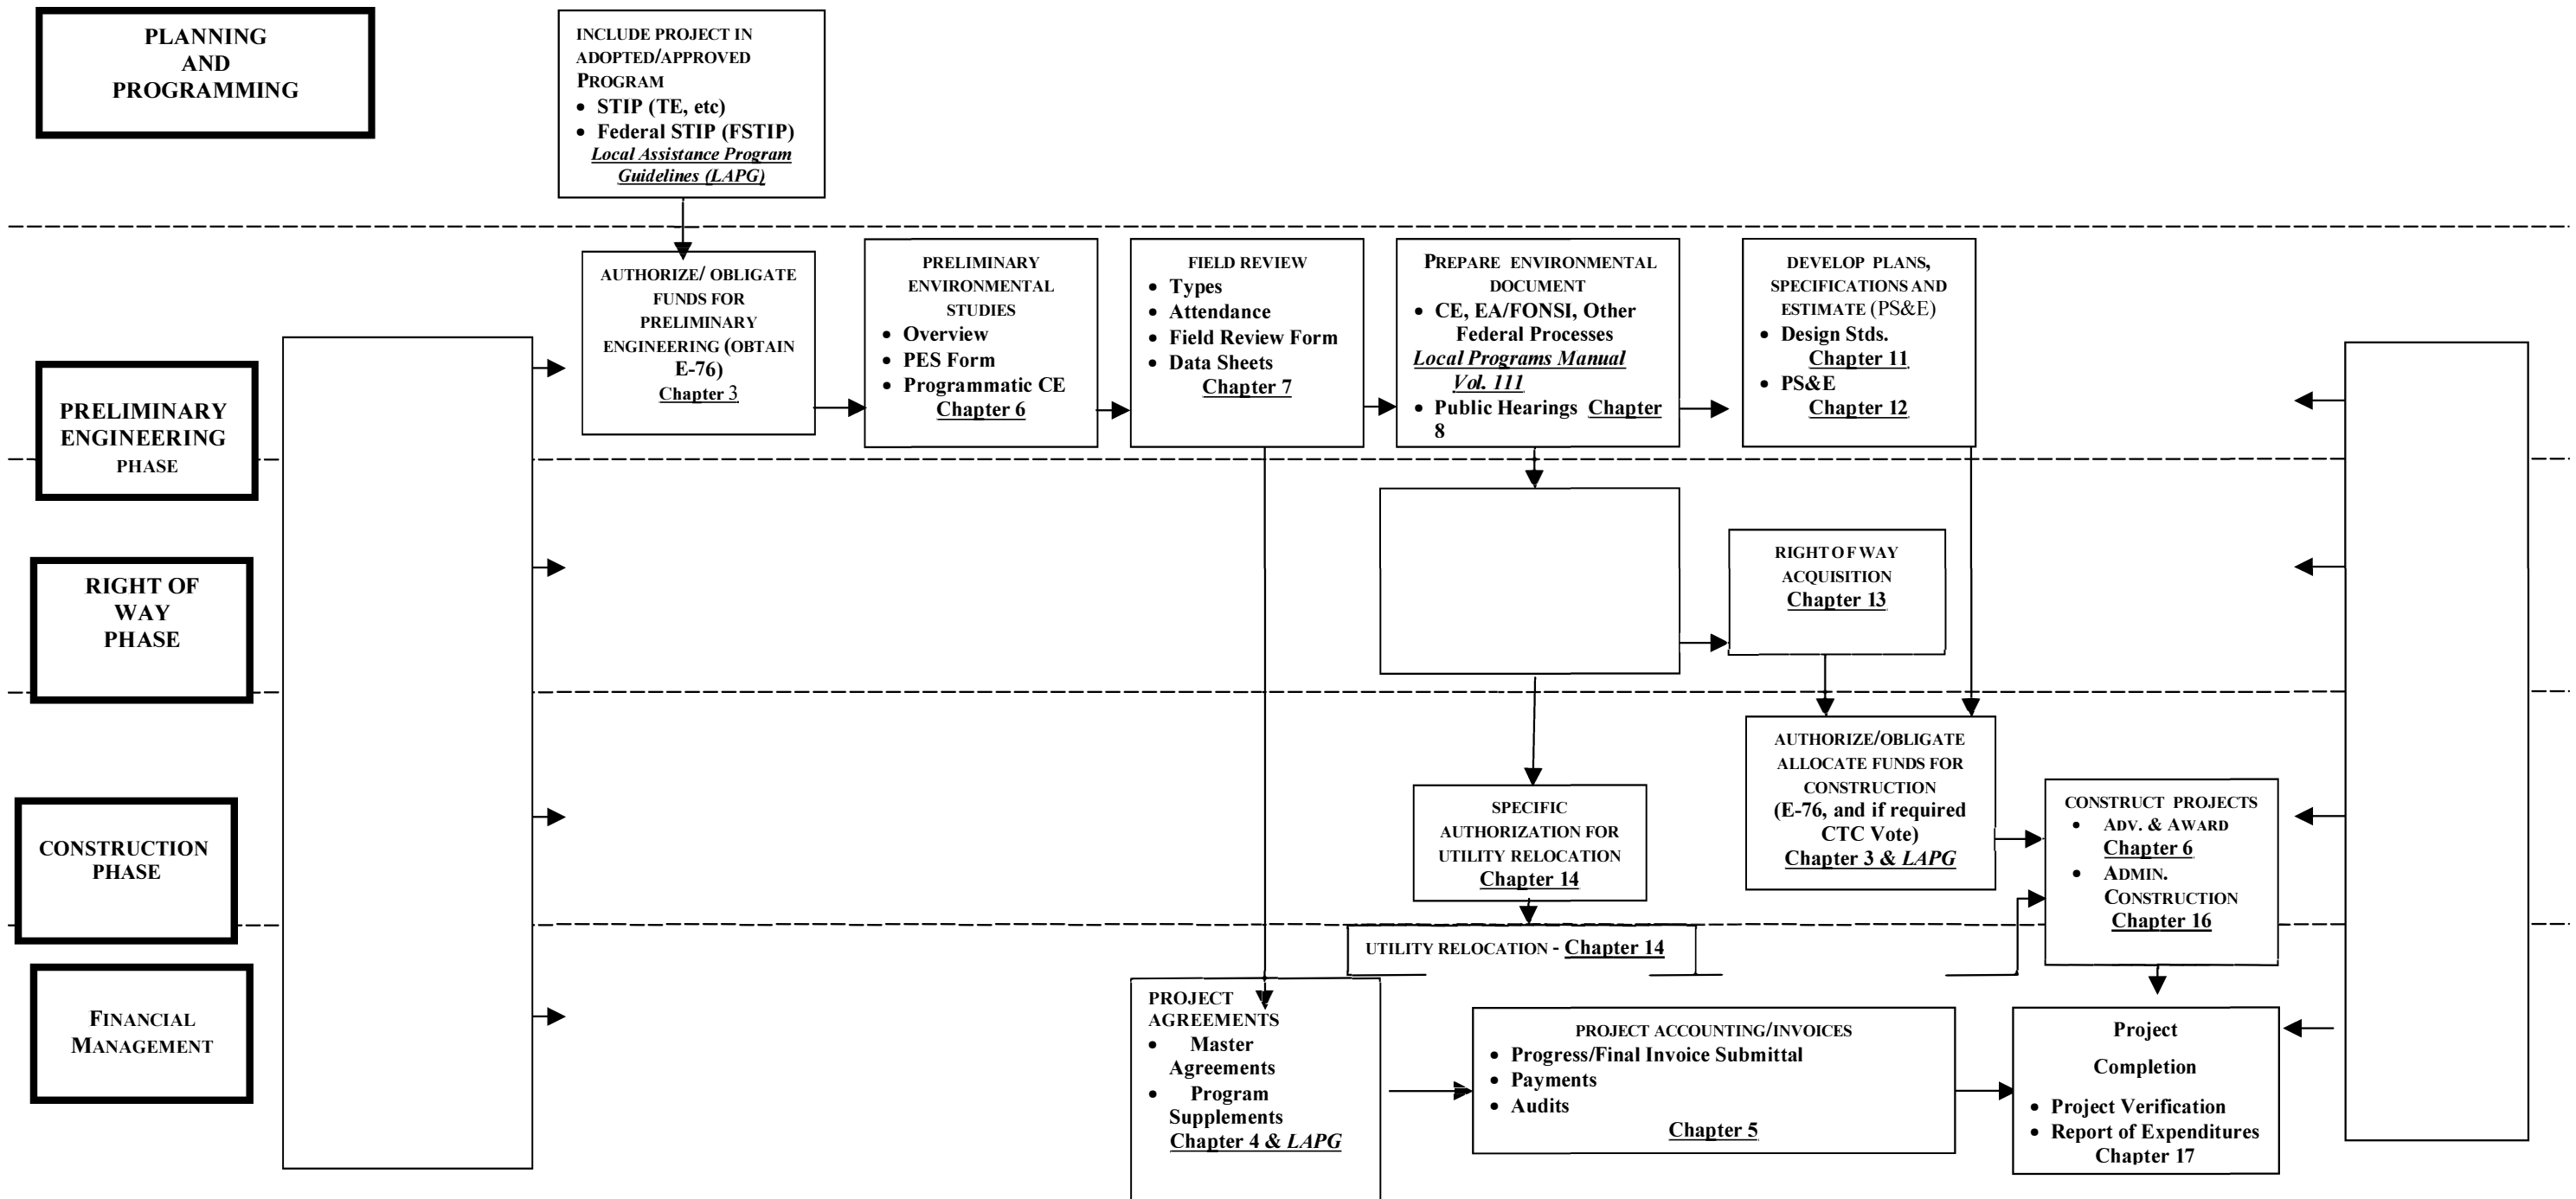 PLANNING
AND
PROGRAMMING
INCLUDE PROJECT IN
ADOPTED/APPROVED
PROGRAM
• STIP (TE, etc)
• Federal STIP (FSTIP)
Local Assistance Program
Guidelines (LAPG)
PRELIMINARY
ENGINEERING
PHASE
AUTHORIZE/ OBLIGATE
FUNDS FOR
PRELIMINARY
ENGINEERING (OBTAIN
E-76)
Chapter 3
PRELIMINARY
ENVIRONMENTAL
STUDIES
• Overview
• PES Form
• Programmatic CE
Chapter 6
FIELD REVIEW
• Types
• Attendance
• Field Review Form
• Data Sheets
Chapter 7
PREPARE ENVIRONMENTAL
DOCUMENT
• CE, EA/FONSI, Other
Federal Processes
Local Programs Manual
Vol. 111
• Public Hearings Chapter
8
DEVELOP PLANS,
SPECIFICATIONS AND
ESTIMATE (PS&E)
• Design Stds.
Chapter 11
• PS&E
Chapter 12
RIGHT OF
WAY
PHASE
RIGHT OF WAY
ACQUISITION
Chapter 13
CONSTRUCTION
PHASE
SPECIFIC
AUTHORIZATION FOR
UTILITY RELOCATION
Chapter 14
AUTHORIZE/OBLIGATE
ALLOCATE FUNDS FOR
CONSTRUCTION
(E-76, and if required
CTC Vote)
Chapter 3 & LAPG
CONSTRUCT PROJECTS
• ADV. & AWARD
Chapter 6
• ADMIN.
CONSTRUCTION
Chapter 16
UTILITY RELOCATION - Chapter 14
FINANCIAL
MANAGEMENT
PROJECT
AGREEMENTS
• Master
Agreements
• Program
Supplements
Chapter 4 & LAPG
PROJECT ACCOUNTING/INVOICES
• Progress/Final Invoice Submittal
• Payments
• Audits
Chapter 5
Project
Completion
• Project Verification
• Report of Expenditures
Chapter 17